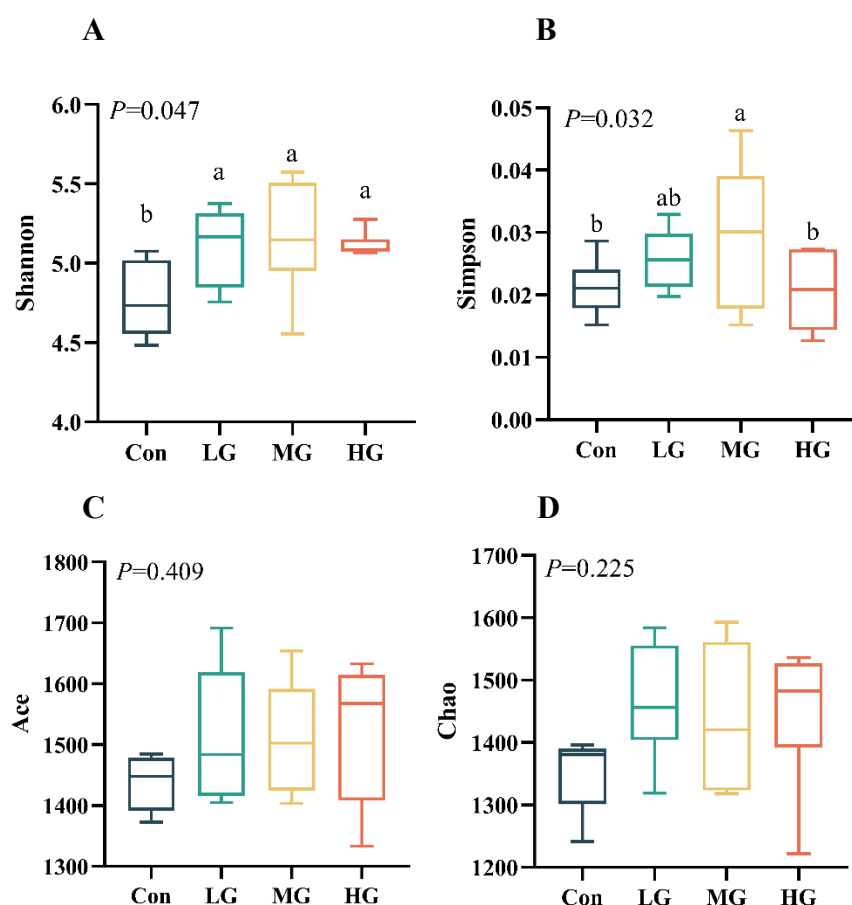 A
Shannon
P=0.047
6.0
5.5
5.0
4.5
4.0
b
a
a
a
Con LG MG HG
B
Simpson
P=0.032
0.05
0.04
0.03
0.02
0.01
0.00
b
ab
a
b
Con LG MG HG
C
Ace
P=0.409
1800
1700
1600
1500
1400
1300
Con LG MG HG
D
Chao
P=0.225
1700
1600
1500
1400
1300
1200
Con LG MG HG